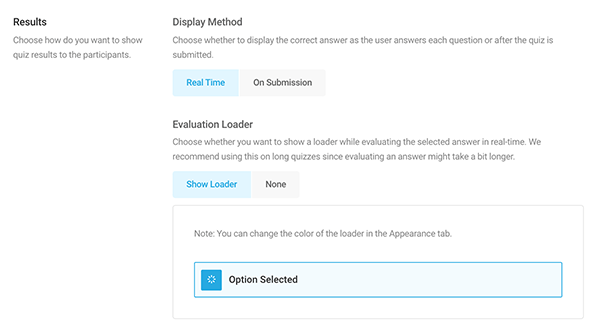 Results
Choose how do you want to show
quiz results to the participants.
Display Method
Choose whether to display the correct answer as the user answers each question or after the quiz is
submitted.
Real Time
On Submission
Evaluation Loader
Choose whether you want to show a loader while evaluating the selected answer in real-time. We
recommend using this on long quizzes since evaluating an answer might take a bit longer.
Show Loader
None
Note: You can change the color of the loader in the Appearance tab.
Option Selected